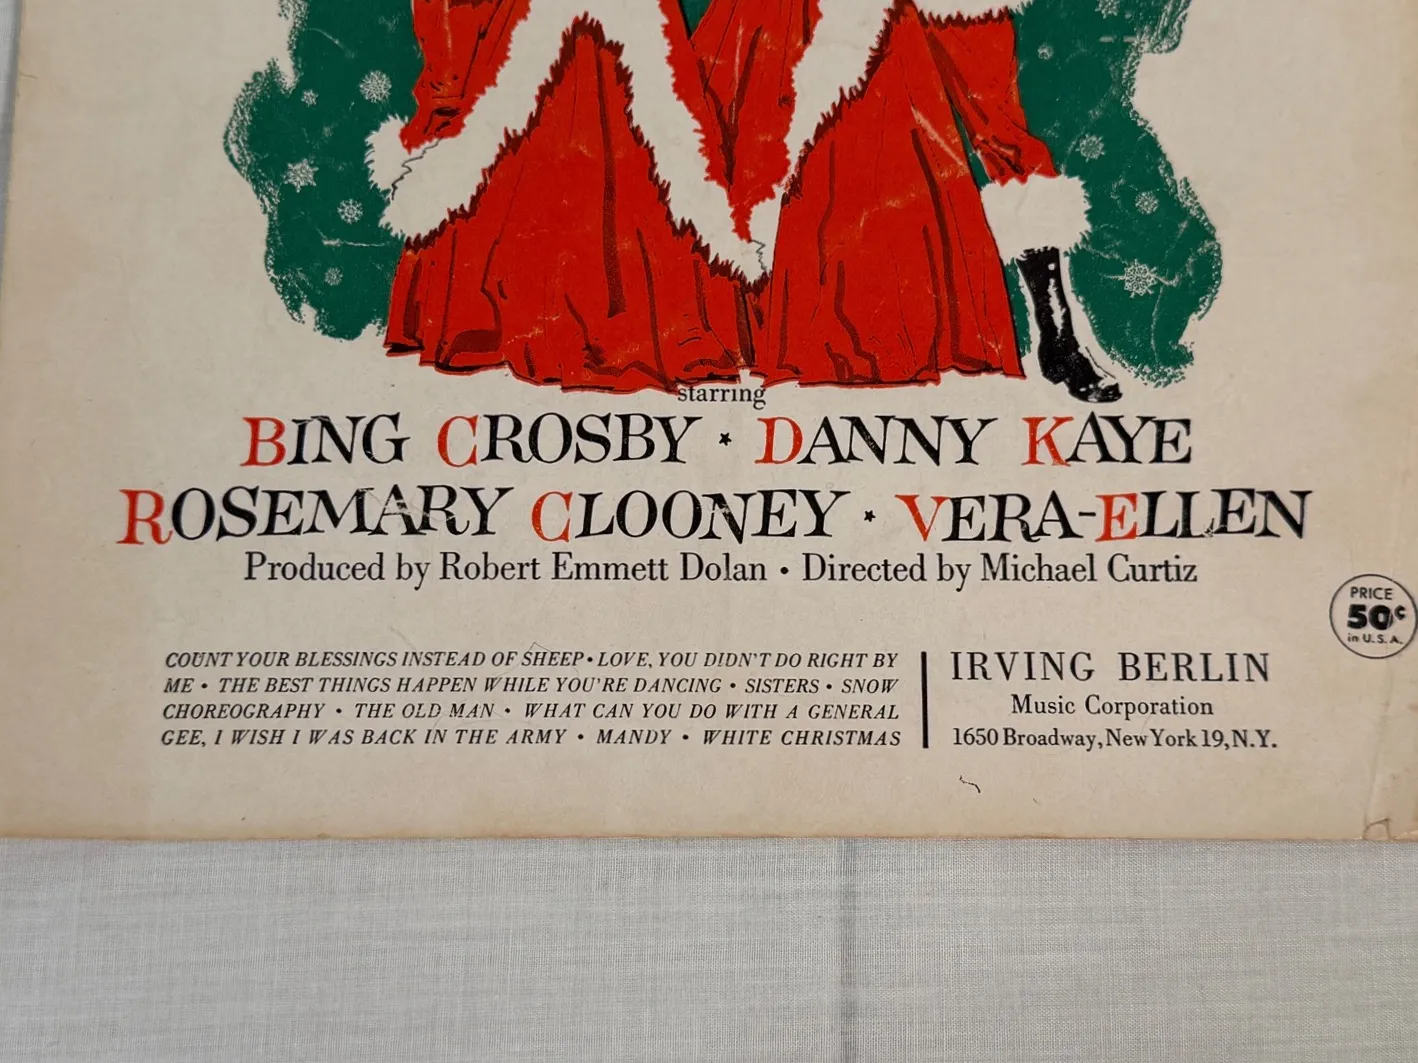 starring
BING CROSBY ★ DANNY KAYE
ROSEMARY CLOONEY ★ VERA-ELLEN
Produced by Robert Emmett Dolan • Directed by Michael Curtiz
PRICE
50¢
in U.S.A.
COUNT YOUR BLESSINGS INSTEAD OF SHEEP • LOVE, YOU DIDN'T DO RIGHT BY
ME • THE BEST THINGS HAPPEN WHILE YOU'RE DANCING • SISTERS • SNOW
CHOREOGRAPHY • THE OLD MAN • WHAT CAN YOU DO WITH A GENERAL
GEE, I WISH I WAS BACK IN THE ARMY • MANDY • WHITE CHRISTMAS
IRVING BERLIN
Music Corporation
1650 Broadway, New York 19, N.Y.